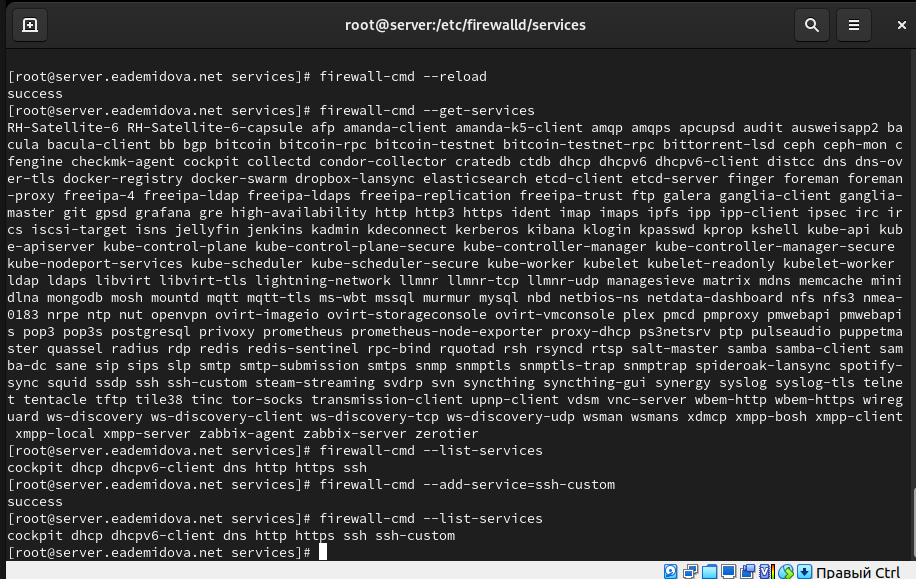 root@server:/etc/firewalld/services
[root@server.eademidova.net services]# firewall-cmd --reload
success
[root@server.eademidova.net services]# firewall-cmd --get-services
RH-Satellite-6 RH-Satellite-6-capsule afp amanda-client amanda-k5-client amqp amqps apcupsd audit ausweisapp2 ba
cula bacula-client bb bgp bitcoin bitcoin-rpc bitcoin-testnet bitcoin-testnet-rpc bittorrent-lsd ceph ceph-mon c
fengine checkmk-agent cockpit collectd condor-collector cratedb ctdb dhcp dhcpv6 dhcpv6-client distcc dns dns-ov
er-tls docker-registry docker-swarm dropbox-lansync elasticsearch etcd-client etcd-server finger foreman foreman
-proxy freeipa-4 freeipa-ldap freeipa-ldaps freeipa-replication freeipa-trust ftp galera ganglia-client ganglia-
master git gpsd grafana gre high-availability http http3 https ident imap imaps ipfs ipp ipp-client ipsec irc ir
cs iscsi-target isns jellyfin jenkins kadmin kdeconnect kerberos kibana klogin kpasswd kprop kshell kube-api kub
e-apiserver kube-control-plane kube-control-plane-secure kube-controller-manager kube-controller-manager-secure
kube-nodeport-services kube-scheduler kube-scheduler-secure kube-worker kubelet kubelet-readonly kubelet-worker
ldap ldaps libvirt libvirt-tls lightning-network llmnr llmnr-tcp llmnr-udp managesieve matrix mdns memcache mini
dlna mongodb mosh mountd mqtt mqtt-tls ms-wbt mssql murmur mysql nbd netbios-ns netdata-dashboard nfs nfs3 nmea-
0183 nrpe ntp nut openvpn ovirt-imageio ovirt-storageconsole ovirt-vmconsole plex pmcd pmproxy pmwebapi pmwebapi
s pop3 pop3s postgresql privoxy prometheus prometheus-node-exporter proxy-dhcp ps3netsrv ptp pulseaudio puppetma
ster quassel radius rdp redis redis-sentinel rpc-bind rquotad rsh rsyncd rtsp salt-master samba samba-client sam
ba-dc sane sip sips slp smtp smtp-submission smtps snmp snmptls snmptls-trap snmptrap spideroak-lansync spotify-
sync squid ssdp ssh ssh-custom steam-streaming svdrp svn syncthing syncthing-gui synergy syslog syslog-tls telne
t tentacle tftp tile38 tinc tor-socks transmission-client upnp-client vdsm vnc-server wbem-http wbem-https wireg
uard ws-discovery ws-discovery-client ws-discovery-tcp ws-discovery-udp wsman wsmans xdmcp xmpp-bosh xmpp-client
xmpp-local xmpp-server zabbix-agent zabbix-server zerotier
[root@server.eademidova.net services]# firewall-cmd --list-services
cockpit dhcp dhcpv6-client dns http https ssh
[root@server.eademidova.net services]# firewall-cmd --add-service=ssh-custom
success
[root@server.eademidova.net services]# firewall-cmd --list-services
cockpit dhcp dhcpv6-client dns http https ssh ssh-custom
[root@server.eademidova.net services]#
Правый Ctrl